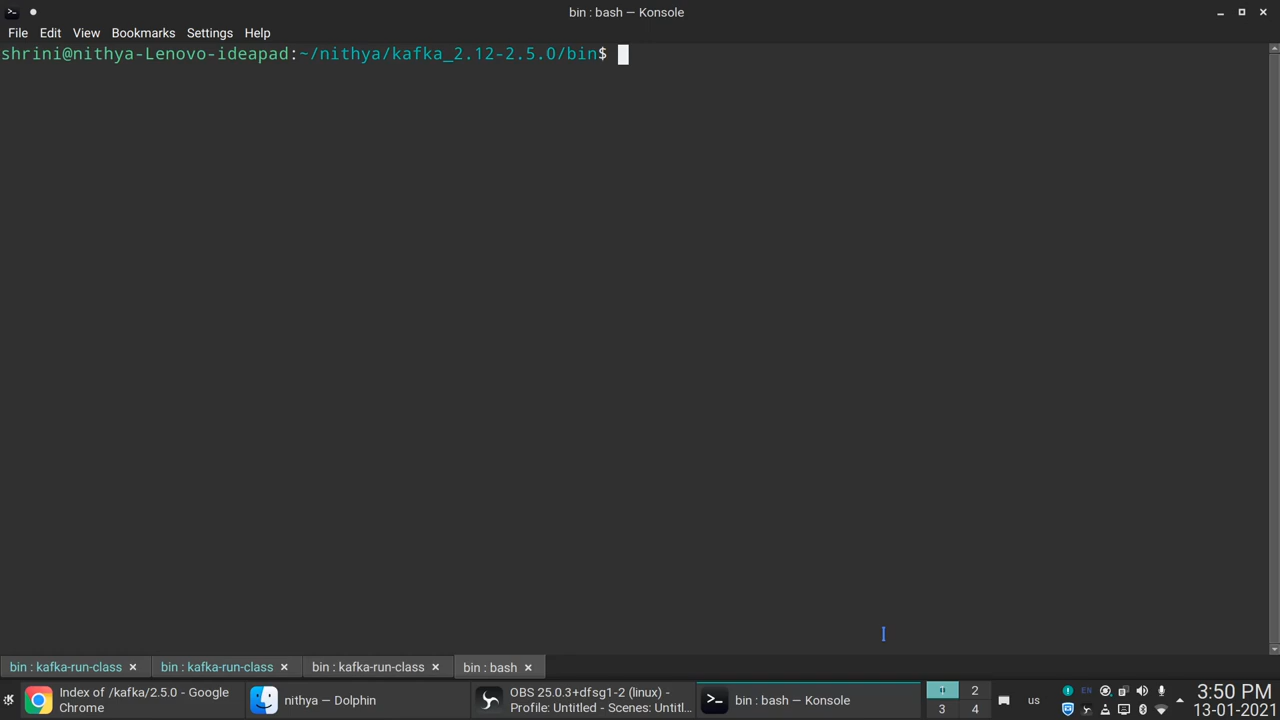 bin : bash — Konsole
File Edit View Bookmarks Settings Help
shrini@nithya-Lenovo-ideapad:~/nithya/kafka_2.12-2.5.0/bin$
bin : kafka-run-class bin : kafka-run-class bin : kafka-run-class bin : bash
Index of /kafka/2.5.0 - Google Chrome
nithya — Dolphin
OBS 25.0.3+dfsg1-2 (linux) -
Profile: Untitled - Scenes: Untitl...
bin : bash — Konsole
1 2
3 4
us
EN
3:50 PM
13-01-2021